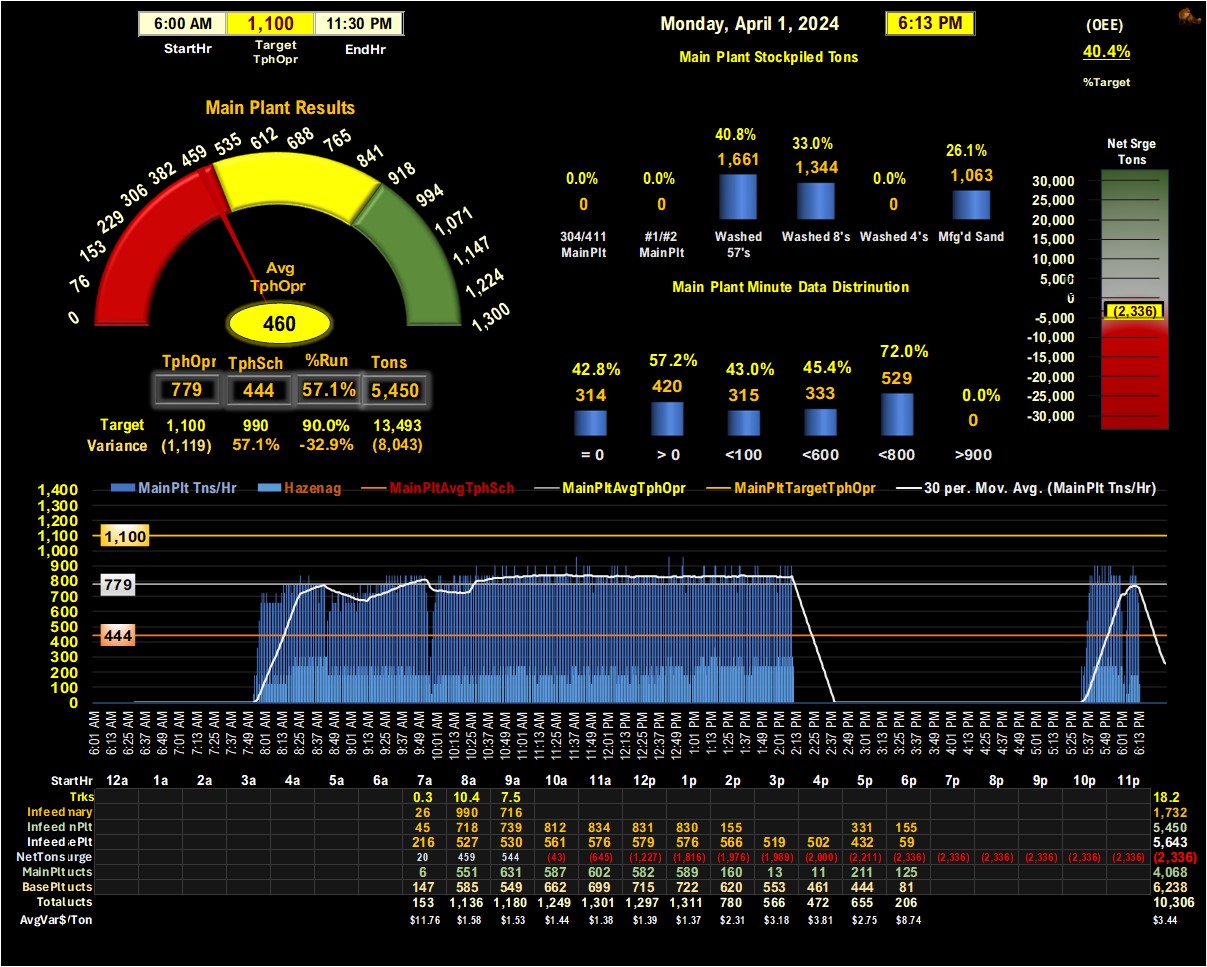 6:00 AM 1,100 11:30 PM
StartHr Target TphOpr EndHr
Monday, April 1, 2024 6:13 PM
Main Plant Stockpiled Tons
(OEE)
40.4%
%Target
Main Plant Results
0 76 153 229 306 382 459 535 612 688 765 841 918 994 1,071 1,147 1,224 1,300
Avg
TphOpr
460
TphOpr TphSch %Run Tons
779 444 57.1% 5,450
Target 1,100 990 90.0% 13,493
Variance (1,119) 57.1% -32.9% (8,043)
0.0% 0.0% 40.8% 33.0% 0.0% 26.1%
0 0 1,661 1,344 0 1,063
304/411 #1/#2 Washed Washed 8's Washed 4's Mfg'd Sand
MainPlt MainPlt 57's
Main Plant Minute Data Distrinution
42.8% 57.2% 43.0% 45.4% 72.0% 0.0%
314 420 315 333 529 0
= 0 > 0 <100 <600 <800 >900
Net Srge
Tons
30,000
25,000
20,000
15,000
10,000
5,000
0
(2,336)
-5,000
-10,000
-15,000
-20,000
-25,000
-30,000
MainPlt Tns/Hr Hazenag MainPltAvgTphSch MainPltAvgTphOpr MainPltTargetTphOpr 30 per. Mov. Avg. (MainPlt Tns/Hr)
1,400
1,300
1,200
1,100
1,000
900
800
700
600
500
400
300
200
100
0
1,100
779
444
6:01 AM 6:13 AM 6:25 AM 6:37 AM 6:49 AM 7:01 AM 7:13 AM 7:25 AM 7:37 AM 7:49 AM 8:01 AM 8:13 AM 8:25 AM 8:37 AM 8:49 AM 9:01 AM 9:13 AM 9:25 AM 9:37 AM 9:49 AM 10:01 AM 10:13 AM 10:25 AM 10:37 AM 10:49 AM 11:01 AM 11:13 AM 11:25 AM 11:37 AM 11:49 AM 12:01 PM 12:13 PM 12:25 PM 12:37 PM 12:49 PM 1:01 PM 1:13 PM 1:25 PM 1:37 PM 1:49 PM 2:01 PM 2:13 PM 2:25 PM 2:37 PM 2:49 PM 3:01 PM 3:13 PM 3:25 PM 3:37 PM 3:49 PM 4:01 PM 4:13 PM 4:25 PM 4:37 PM 4:49 PM 5:01 PM 5:13 PM 5:25 PM 5:37 PM 5:49 PM 6:01 PM 6:13 PM
StartHr 12a 1a 2a 3a 4a 5a 6a 7a 8a 9a 10a 11a 12p 1p 2p 3p 4p 5p 6p 7p 8p 9p 10p 11p
Trks 0.3 10.4 7.5 18.2
Infeed mary 26 990 716 1,732
Infeed nPlt 45 718 739 812 834 831 830 155 331 155 5,450
Infeed ePlt 216 527 530 561 576 579 576 566 519 502 432 59 5,643
NetTons urge 20 459 544 (43) (645) (1,227) (1,816) (1,976) (1,989) (2,000) (2,211) (2,336) (2,336) (2,336) (2,336) (2,336) (2,336) (2,336)
MainPlt ucts 6 551 631 587 602 582 589 160 13 11 211 125 4,068
BasePlt ucts 147 585 549 662 699 715 722 620 553 461 444 81 6,238
Total ucts 153 1,136 1,180 1,249 1,301 1,297 1,311 780 566 472 655 206 10,306
AvgVar$/Ton $11.76 $1.58 $1.53 $1.44 $1.38 $1.39 $1.37 $2.31 $3.18 $3.81 $2.75 $8.74 $3.44